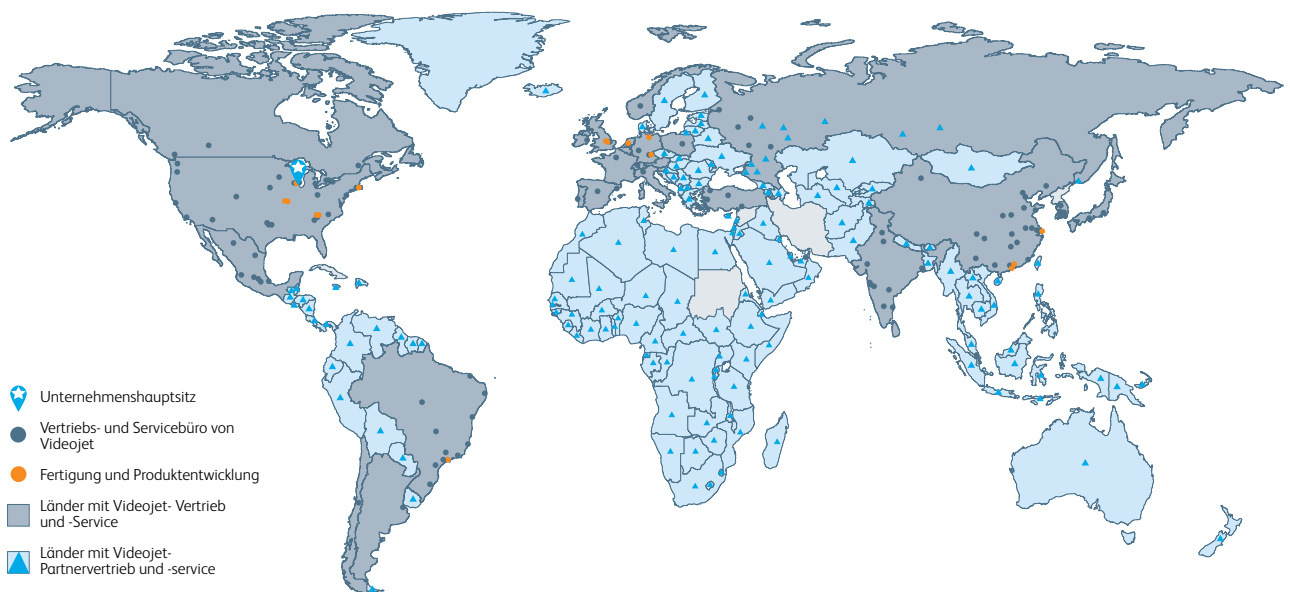 Unternehmenshauptsitz
Vertriebs- und Servicebüro von
Videojet
Fertigung und Produktentwicklung
Länder mit Videojet- Vertrieb
und -Service
Länder mit Videojet-
Partnervertrieb und -service